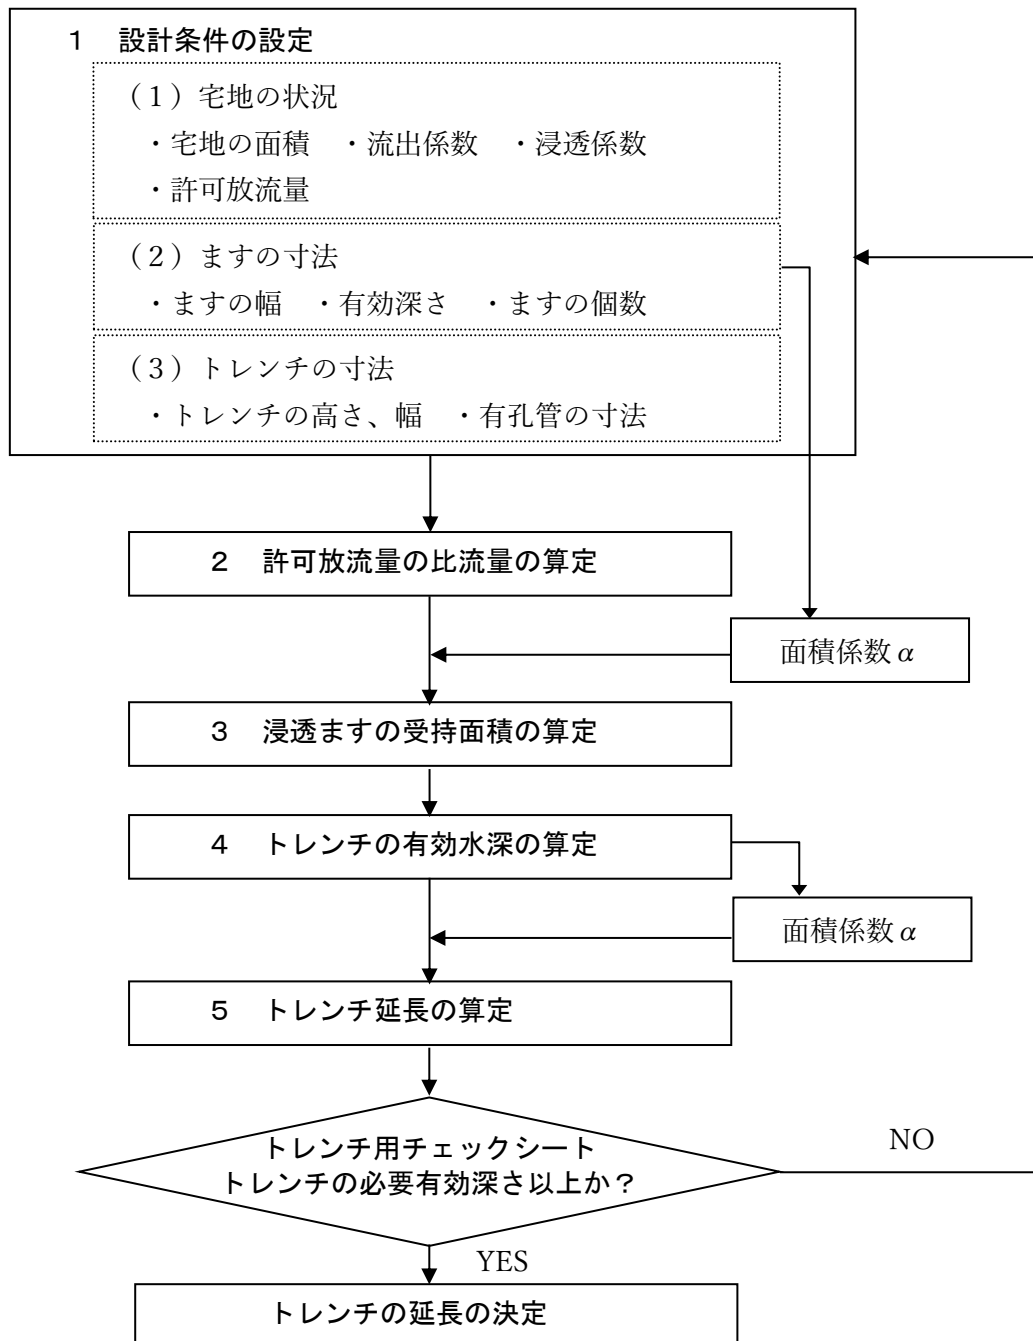 １　設計条件の設定
（１）宅地の状況
・宅地の面積　・流出係数　・浸透係数
・許可放流量
（２）ますの寸法
・ますの幅　・有効深さ　・ますの個数
（３）トレンチの寸法
・トレンチの高さ、幅　・有孔管の寸法
２　許可放流量の比流量の算定
面積係数α
３　浸透ますの受持面積の算定
４　トレンチの有効水深の算定
面積係数α
５　トレンチ延長の算定
トレンチ用チェックシート
トレンチの必要有効深さ以上か？
NO
YES
トレンチの延長の決定